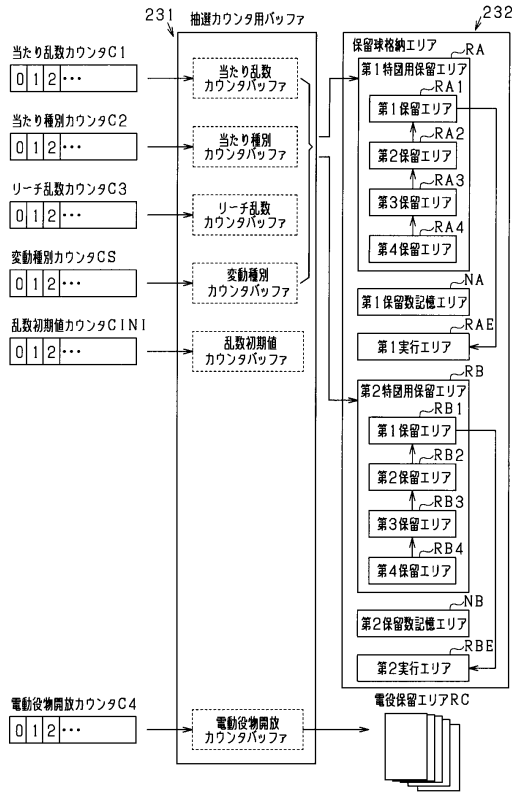 231
抽選カウンタ用バッファ
232
当たり乱数カウンタC1
0 1 2 ・・・
当たり乱数
カウンタバッファ
当たり種別カウンタC2
0 1 2 ・・・
当たり種別
カウンタバッファ
リーチ乱数カウンタC3
0 1 2 ・・・
リーチ乱数
カウンタバッファ
変動種別カウンタCS
0 1 2 ・・・
変動種別
カウンタバッファ
乱数初期値カウンタCINI
0 1 2 ・・・
乱数初期値
カウンタバッファ
電動役物開放カウンタC4
0 1 2 ・・・
電動役物開放
カウンタバッファ
保留球格納エリア
RA
第1特図用保留エリア
RA1
第1保留エリア
RA2
第2保留エリア
RA3
第3保留エリア
RA4
第4保留エリア
NA
第1保留数記憶エリア
RAE
第1実行エリア
RB
第2特図用保留エリア
RB1
第1保留エリア
RB2
第2保留エリア
RB3
第3保留エリア
RB4
第4保留エリア
NB
第2保留数記憶エリア
RBE
第2実行エリア
電役保留エリアRC